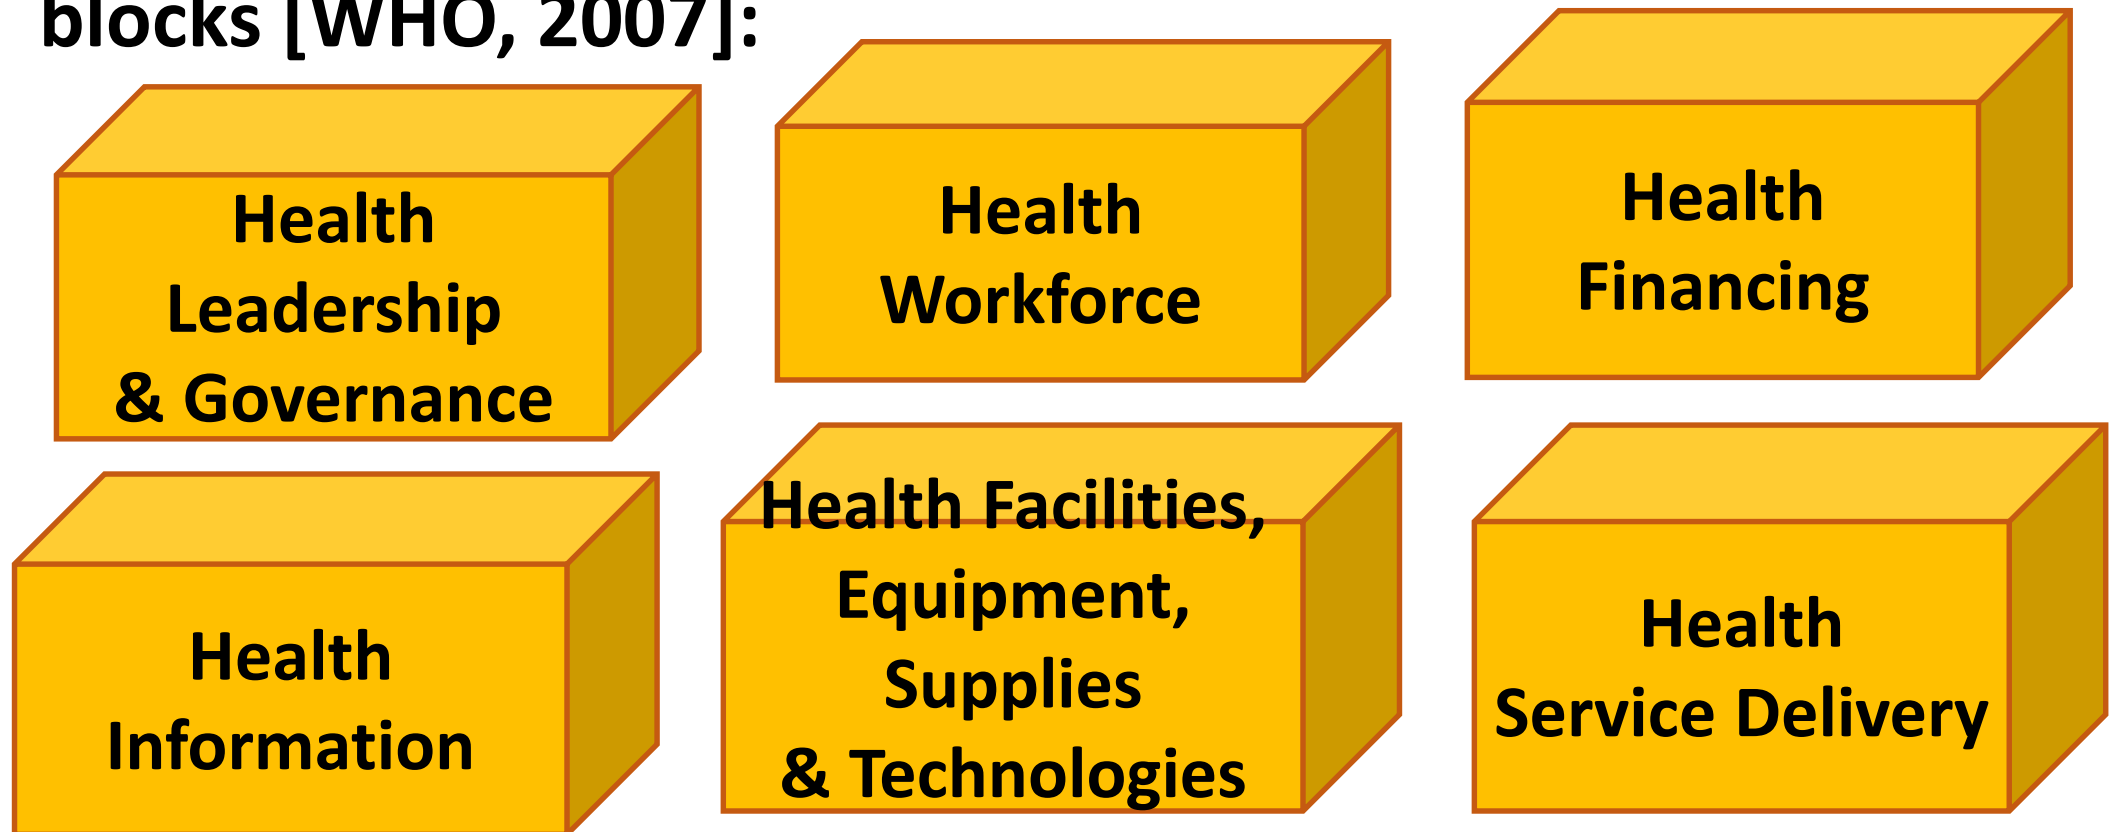 blocks [WHO, 2007]:
Health
Leadership
& Governance
Health
Workforce
Health
Financing
Health
Information
Health Facilities,
Equipment,
Supplies
& Technologies
Health
Service Delivery